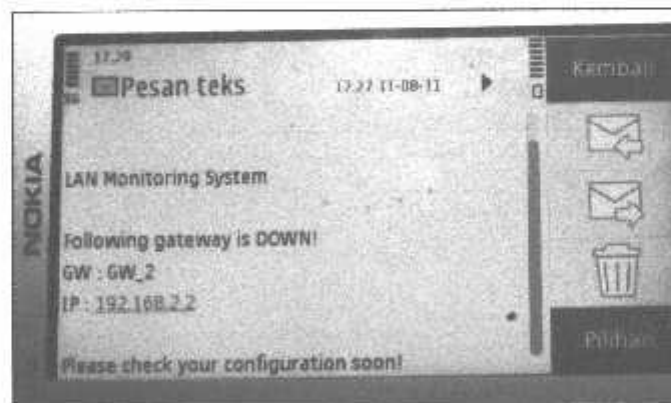 17.28
Kembali
Pesan teks 17.27 11-08-11
NOKIA
LAN Monitoring System
Following gateway is DOWN!
GW : GW_2
IP : 192.168.2.2
Please check your configuration soon!
Pilihan